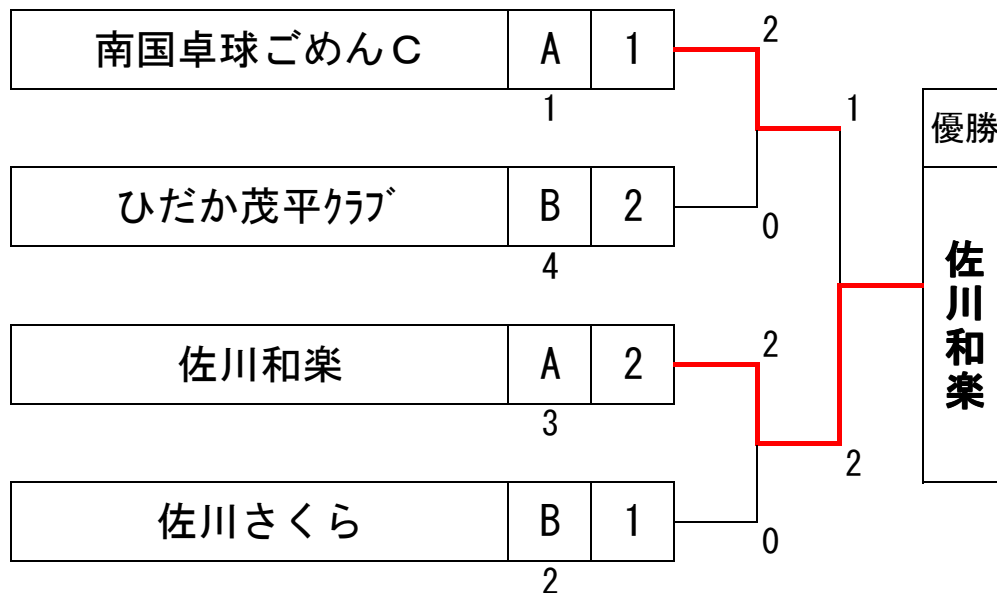 南国卓球ごめんC A 1 2
1 1
優勝
ひだか茂平ｸﾗﾌﾞ B 2 0
4
佐川和楽
佐川和楽 A 2 2
3
2
佐川さくら B 1 0
2